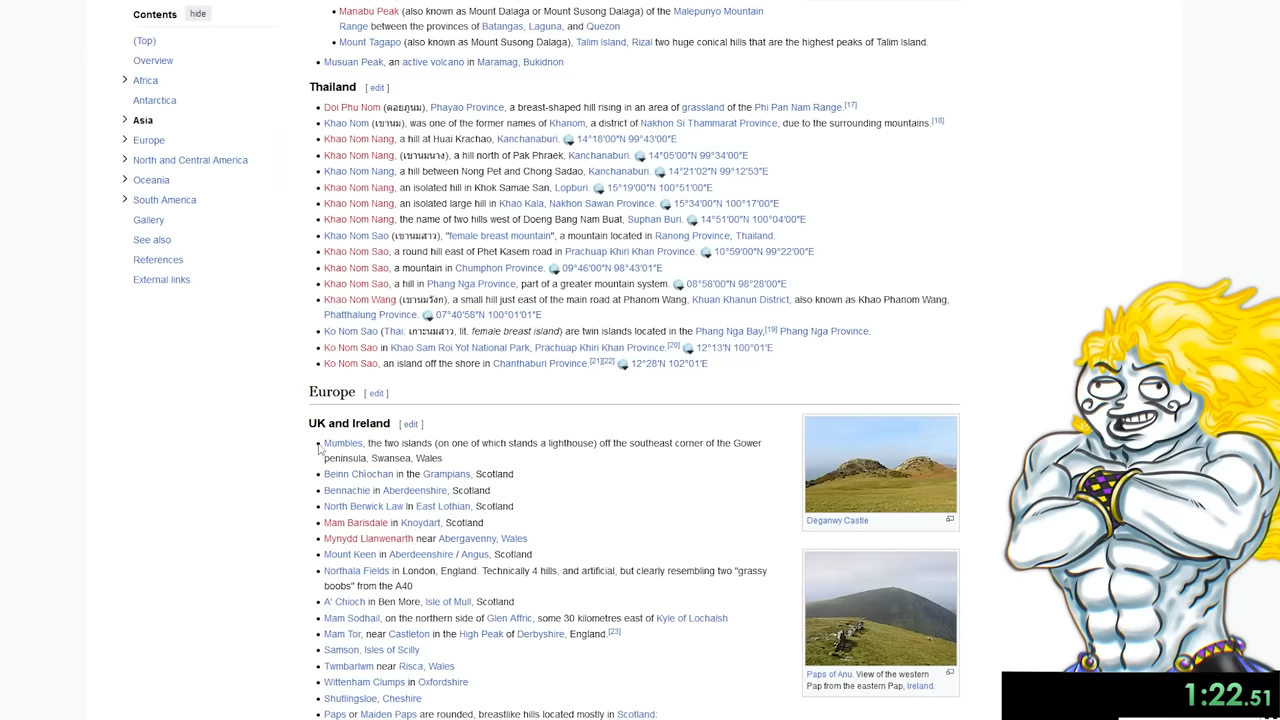 Contents hide
(Top)
Overview
Africa
Antarctica
Asia
Europe
North and Central America
Oceania
South America
Gallery
See also
References
External links
Manabu Peak (also known as Mount Dalaga or Mount Susong Dalaga) of the Malepunyo Mountain
Range between the provinces of Batangas, Laguna, and Quezon
Mount Tagapo (also known as Mount Susong Dalaga), Talim Island, Rizal two huge conical hills that are the highest peaks of Talim Island.
Musuan Peak, an active volcano in Maramag, Bukidnon
Thailand [ edit ]
Doi Phu Nom (ดอยภูนม), Phayao Province, a breast-shaped hill rising in an area of grassland of the Phi Pan Nam Range.[17]
Khao Nom (เขานม), was one of the former names of Khanom, a district of Nakhon Si Thammarat Province, due to the surrounding mountains.[18]
Khao Nom Nang, a hill at Huai Krachao, Kanchanaburi. 14°18′00″N 99°43′00″E
Khao Nom Nang, (เขานมนาง), a hill north of Pak Phraek, Kanchanaburi. 14°05′00″N 99°34′00″E
Khao Nom Nang, a hill between Nong Pet and Chong Sadao, Kanchanaburi. 14°21′02″N 99°12′53″E
Khao Nom Nang, an isolated hill in Khok Samae San, Lopburi. 15°19′00″N 100°51′00″E
Khao Nom Nang, an isolated large hill in Khao Kala, Nakhon Sawan Province. 15°34′00″N 100°17′00″E
Khao Nom Nang, the name of two hills west of Doeng Bang Nam Buat, Suphan Buri. 14°51′00″N 100°04′00″E
Khao Nom Sao (เขานมสาว), "female breast mountain", a mountain located in Ranong Province, Thailand.
Khao Nom Sao, a round hill east of Phet Kasem road in Prachuap Khiri Khan Province. 10°59′00″N 99°22′00″E
Khao Nom Sao, a mountain in Chumphon Province. 09°46′00″N 98°43′01″E
Khao Nom Sao, a hill in Phang Nga Province, part of a greater mountain system. 08°58′00″N 98°28′00″E
Khao Nom Wang (เขานมวังก์), a small hill just east of the main road at Phanom Wang, Khuan Khanun District, also known as Khao Phanom Wang,
Phatthalung Province. 07°40′58″N 100°01′01″E
Ko Nom Sao (Thai: เกาะนมสาว, lit. female breast island) are twin islands located in the Phang Nga Bay,[19] Phang Nga Province.
Ko Nom Sao in Khao Sam Roi Yot National Park, Prachuap Khiri Khan Province.[20] 12°13′N 100°01′E
Ko Nom Sao, an island off the shore in Chanthaburi Province.[21][22] 12°28′N 102°01′E
Europe [ edit ]
UK and Ireland [ edit ]
Mumbles, the two islands (on one of which stands a lighthouse) off the southeast corner of the Gower
peninsula, Swansea, Wales
Beinn Chìochan in the Grampians, Scotland
Bennachie in Aberdeenshire, Scotland
North Berwick Law in East Lothian, Scotland
Mam Barisdale in Knoydart, Scotland
Mynydd Llanwenarth near Abergavenny, Wales
Mount Keen in Aberdeenshire / Angus, Scotland
Northala Fields in London, England. Technically 4 hills, and artificial, but clearly resembling two "grassy
boobs" from the A40
A' Chioch in Ben More, Isle of Mull, Scotland
Mam Sodhail, on the northern side of Glen Affric, some 30 kilometres east of Kyle of Lochalsh
Mam Tor, near Castleton in the High Peak of Derbyshire, England.[23]
Samson, Isles of Scilly
Twmbarlwm near Risca, Wales
Wittenham Clumps in Oxfordshire
Shutlingsloe, Cheshire
Paps or Maiden Paps are rounded, breastlike hills located mostly in Scotland:
Deganwy Castle
Paps of Anu. View of the western
Pap from the eastern Pap, Ireland.
1:22.51